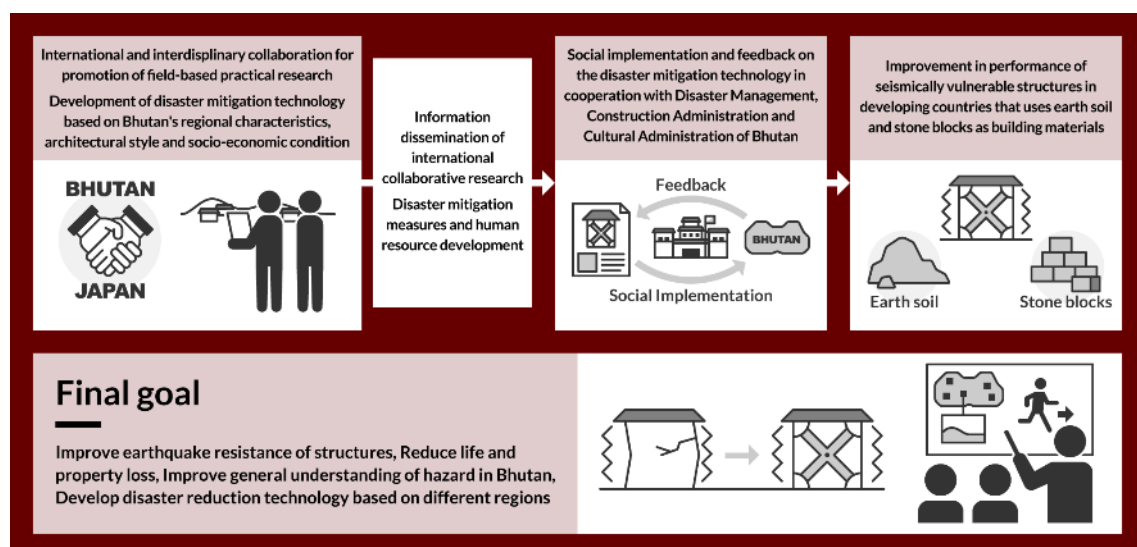 International and interdisplinary collaboration for
promotion of field-based practical research
Development of disaster mitigation technology
based on Bhutan's regional characteristics,
architectural style and socio-economic condition
BHUTAN
JAPAN
Information
dissemination of
international
collaborative research
Disaster mitigation
measures and human
resource development
Social implementation and feedback on
the disaster mitigation technology in
cooperation with Disaster Management,
Construction Administration and
Cultural Administration of Bhutan
Feedback
BHUTAN
Social Implementation
Improvement in performance of
seismically vulnerable structures in
developing countries that uses earth soil
and stone blocks as building materials
Earth soil
Stone blocks
Final goal
Improve earthquake resistance of structures, Reduce life and
property loss, Improve general understanding of hazard in Bhutan,
Develop disaster reduction technology based on different regions